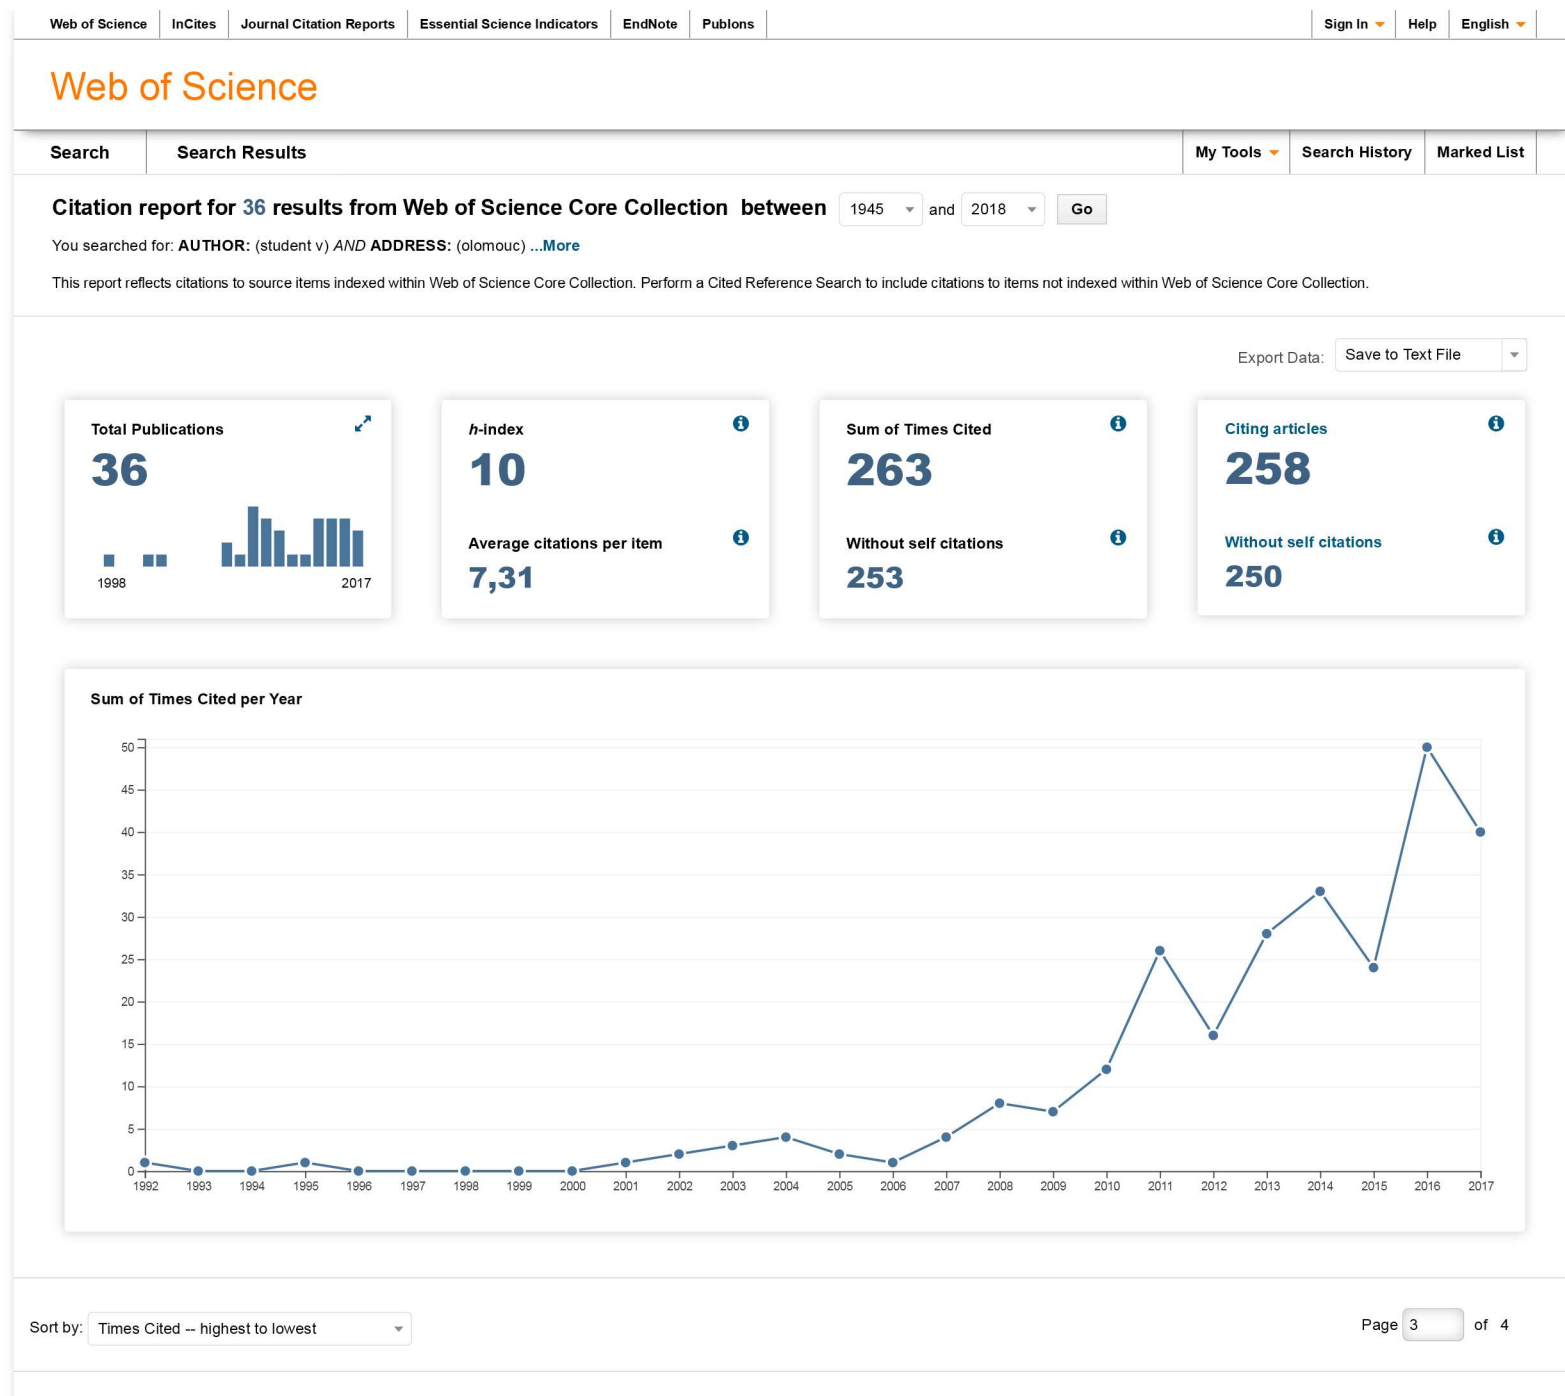 Web of Science InCites Journal Citation Reports Essential Science Indicators EndNote Publons Sign In Help English
Web of Science
Search Search Results My Tools Search History Marked List
Citation report for 36 results from Web of Science Core Collection between 1945 and 2018 Go
You searched for: AUTHOR: (student v) AND ADDRESS: (olomouc) ...More
This report reflects citations to source items indexed within Web of Science Core Collection. Perform a Cited Reference Search to include citations to items not indexed within Web of Science Core Collection.
Export Data: Save to Text File
Total Publications
36
1998 2017
h-index
10
Average citations per item
7,31
Sum of Times Cited
263
Without self citations
253
Citing articles
258
Without self citations
250
Sum of Times Cited per Year
50
45
40
35
30
25
20
15
10
5
0
1992 1993 1994 1995 1996 1997 1998 1999 2000 2001 2002 2003 2004 2005 2006 2007 2008 2009 2010 2011 2012 2013 2014 2015 2016 2017
Sort by: Times Cited -- highest to lowest Page 3 of 4